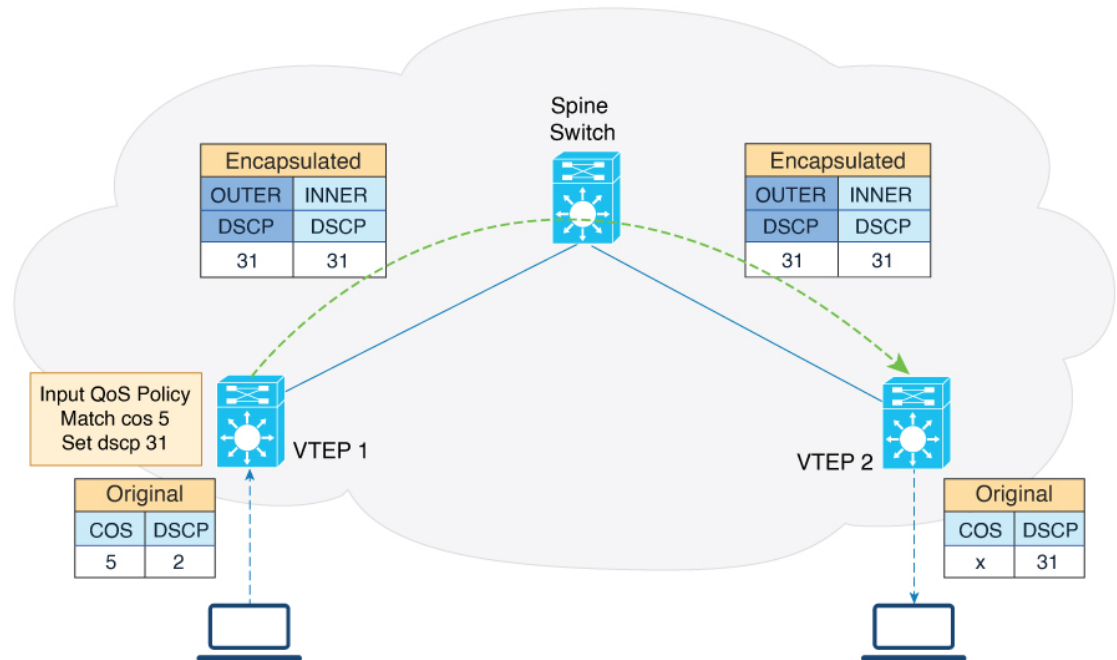 Spine
Switch
Encapsulated
OUTER INNER
DSCP DSCP
31 31
Encapsulated
OUTER INNER
DSCP DSCP
31 31
Input QoS Policy
Match cos 5
Set dscp 31
VTEP 1
VTEP 2
Original
COS DSCP
5 2
Original
COS DSCP
x 31